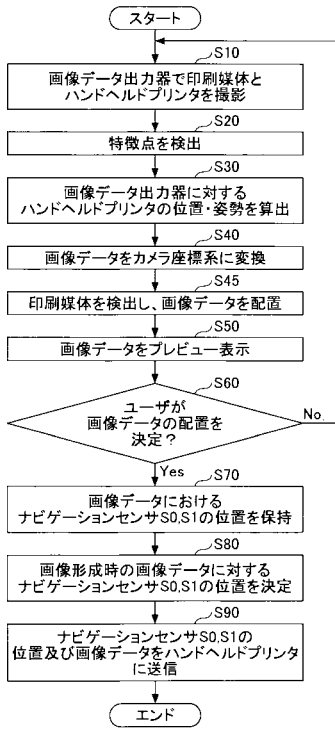 スタート
S10
画像データ出力器で印刷媒体と
ハンドヘルドプリンタを撮影
S20
特徴点を検出
S30
画像データ出力器に対する
ハンドヘルドプリンタの位置・姿勢を算出
S40
画像データをカメラ座標系に変換
S45
印刷媒体を検出し、画像データを配置
S50
画像データをプレビュー表示
S60
ユーザが
画像データの配置を
決定？
No.
Yes
S70
画像データにおける
ナビゲーションセンサS0,S1の位置を保持
S80
画像形成時の画像データに対する
ナビゲーションセンサS0,S1の位置を決定
S90
ナビゲーションセンサS0,S1の
位置及び画像データをハンドヘルドプリンタ
に送信
エンド